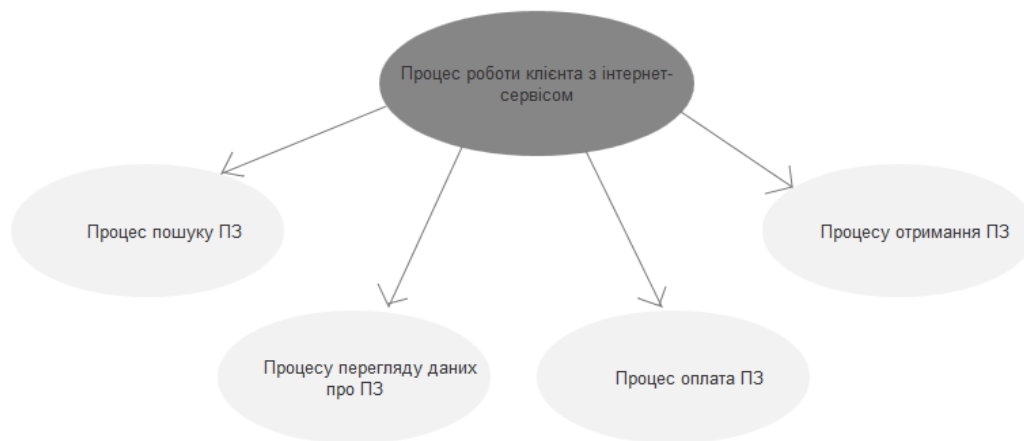 Процес роботи клієнта з інтернет-
сервісом
Процес пошуку ПЗ
Процесу отримання ПЗ
Процесу перегляду даних
про ПЗ
Процес оплата ПЗ